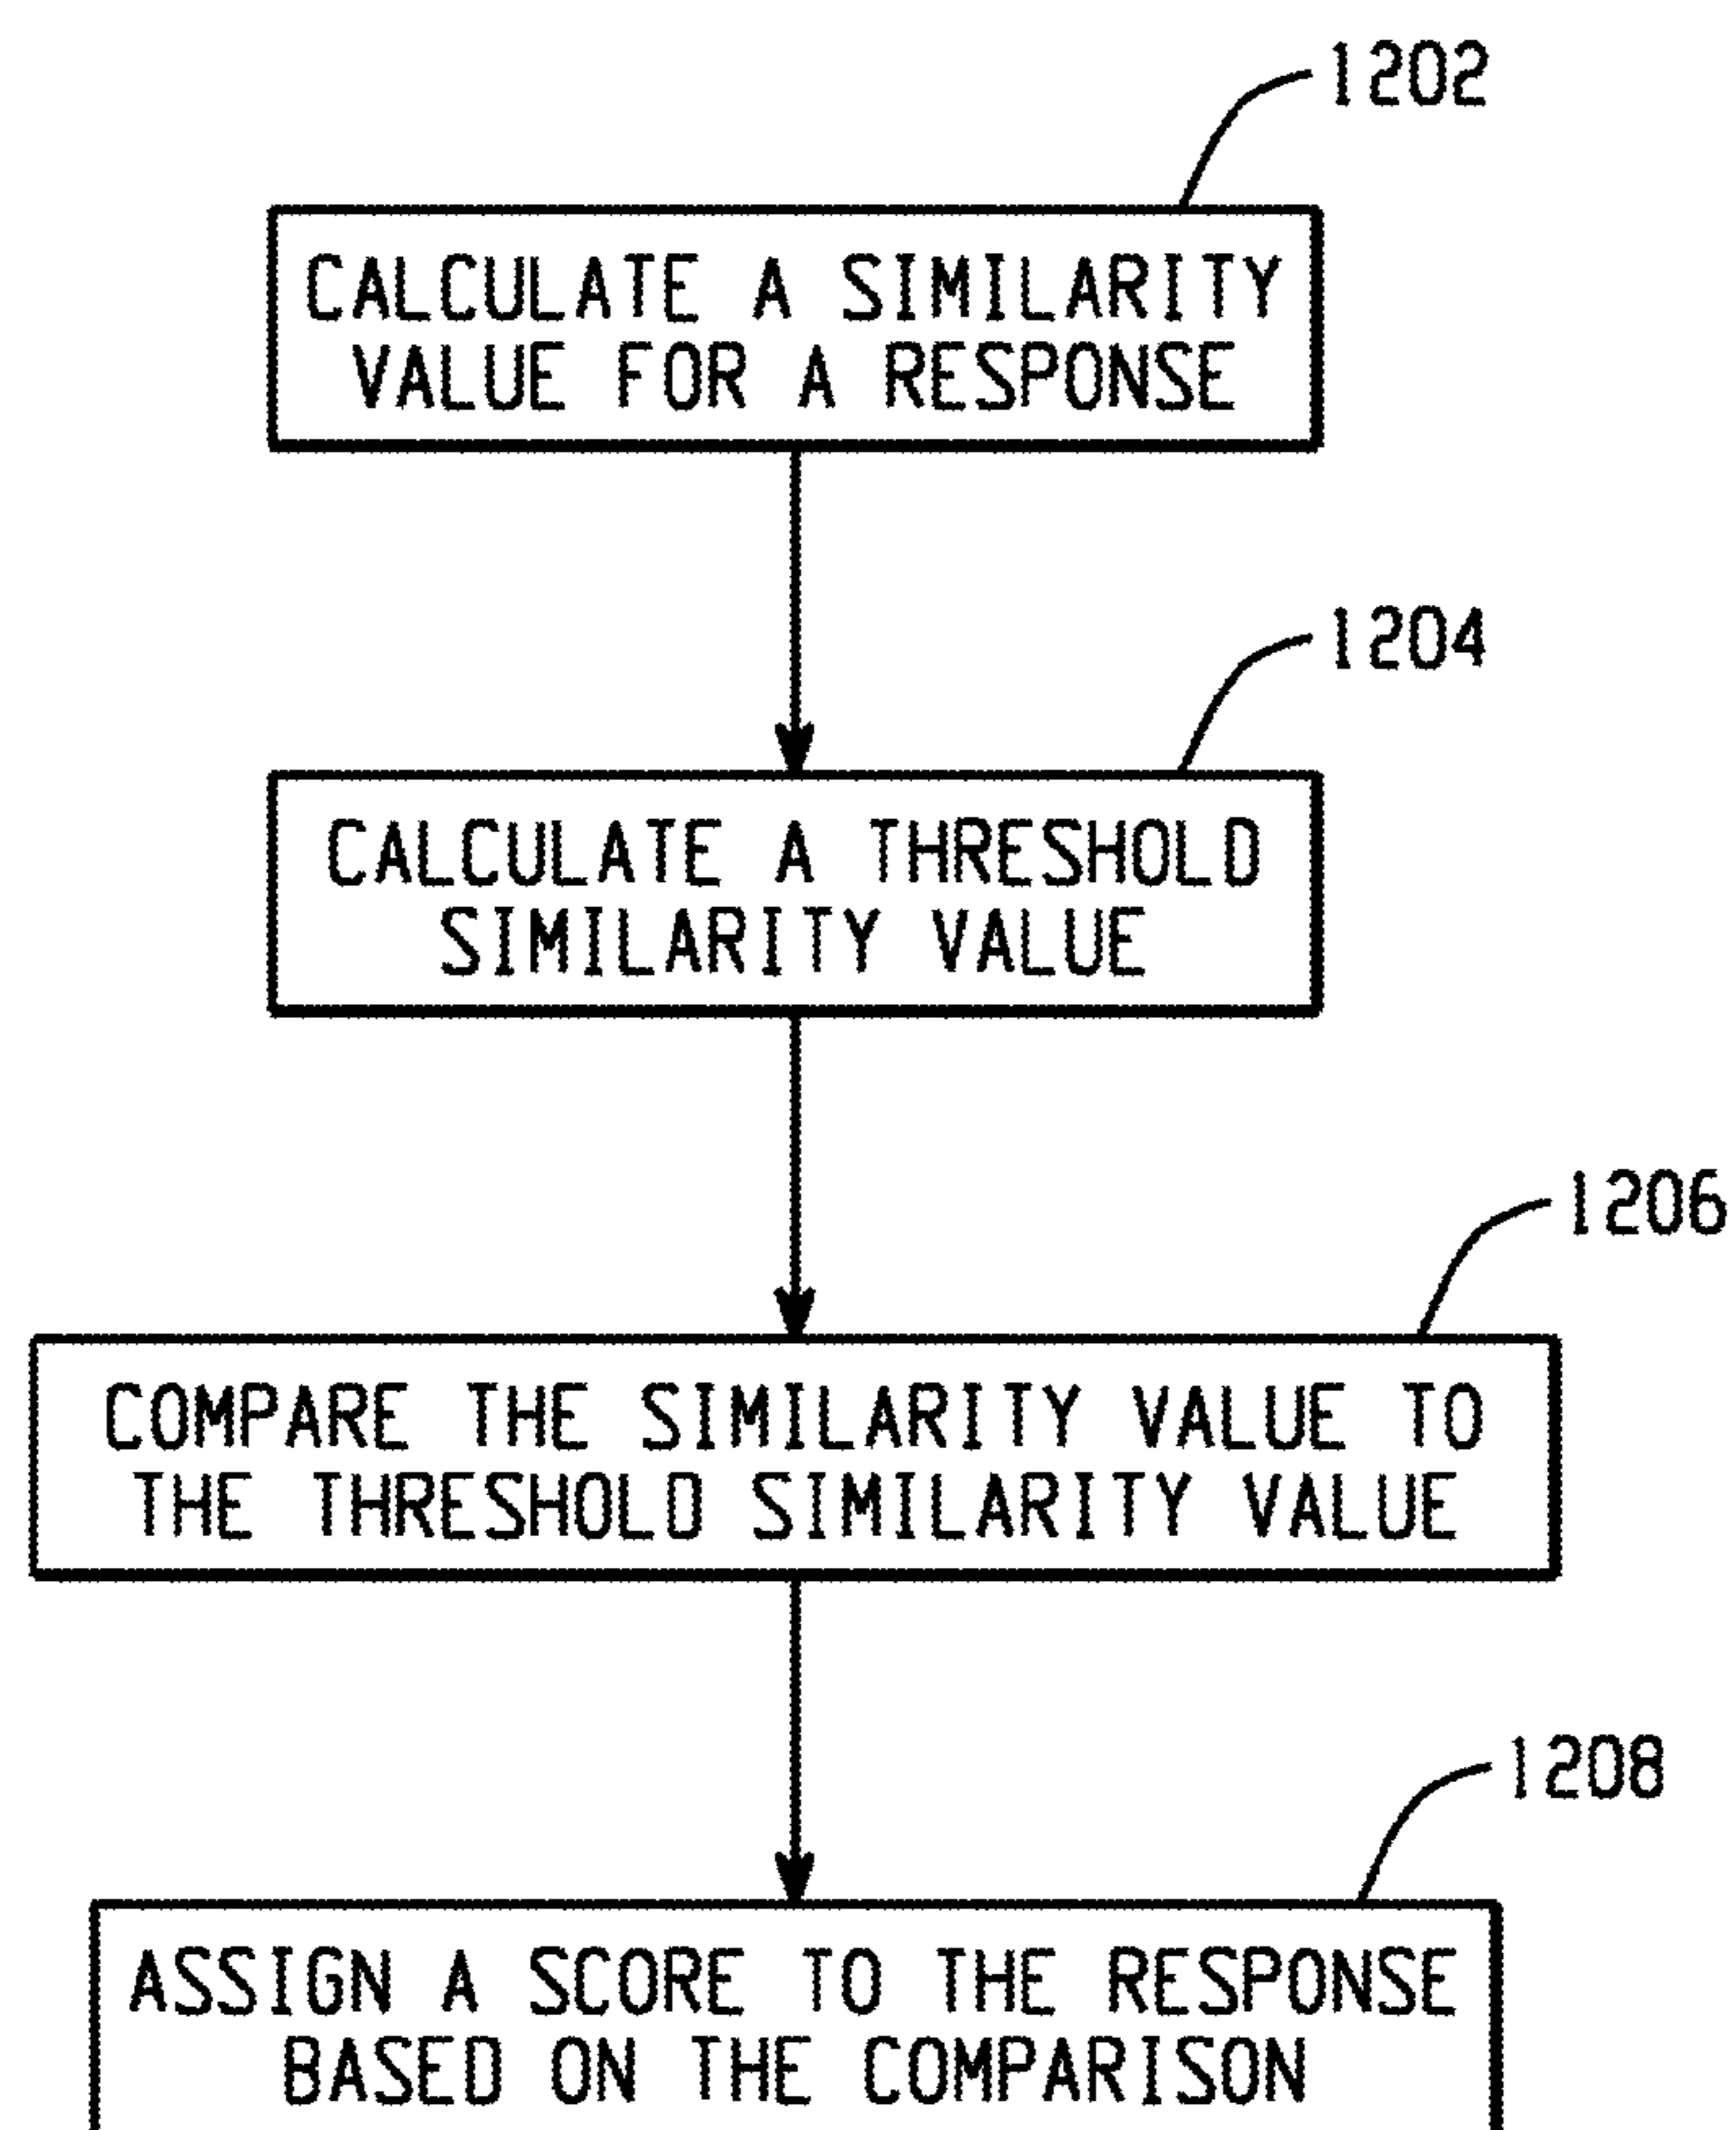 1202
CALCULATE A SIMILARITY
VALUE FOR A RESPONSE
1204
CALCULATE A THRESHOLD
SIMILARITY VALUE
1206
COMPARE THE SIMILARITY VALUE TO
THE THRESHOLD SIMILARITY VALUE
1208
ASSIGN A SCORE TO THE RESPONSE
BASED ON THE COMPARISON